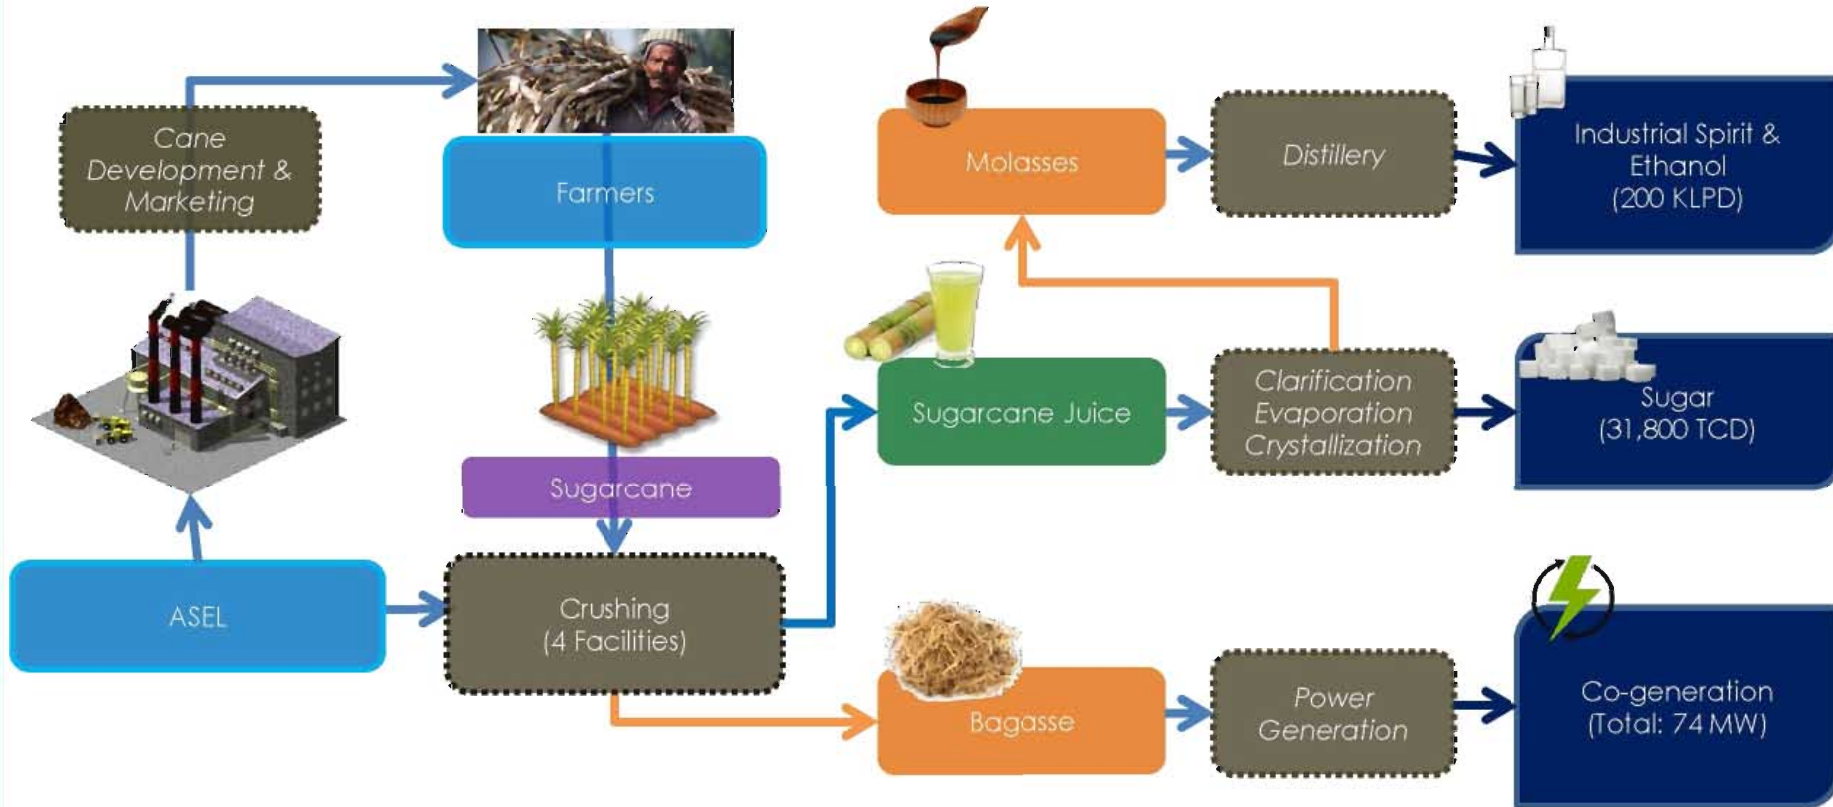 Cane
Development &
Marketing
Farmers
Molasses
Distillery
Industrial Spirit &
Ethanol
(200 KLPD)
Sugarcane Juice
Clarification
Evaporation
Crystallization
Sugar
(31,800 TCD)
Sugarcane
ASEL
Crushing
(4 Facilities)
Bagasse
Power
Generation
Co-generation
(Total: 74 MW)